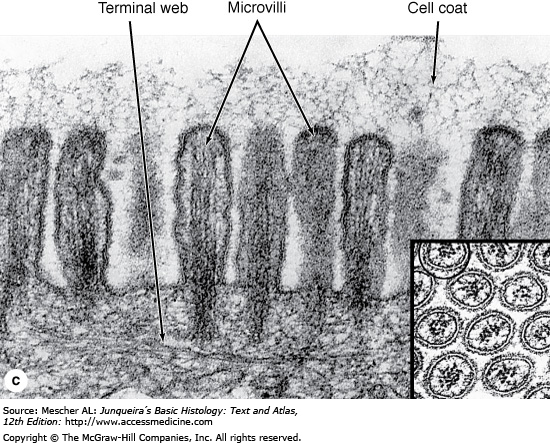 Terminal web Microvilli Cell coat
c
Source: Mescher AL: Junqueira´s Basic Histology: Text and Atlas,
12th Edition: http://www.accessmedicine.com
Copyright © The McGraw-Hill Companies, Inc. All rights reserved.